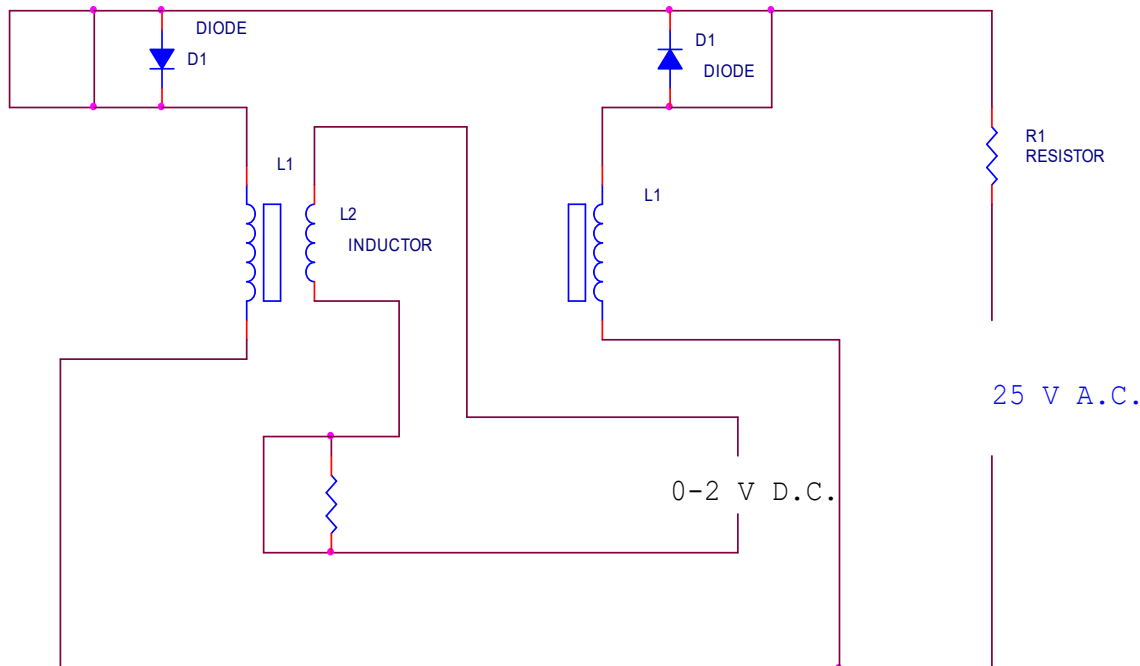 DIODE
D1
D1
DIODE
R1
RESISTOR
L1
L2
INDUCTOR
L1
25 V A.C.
0-2 V D.C.